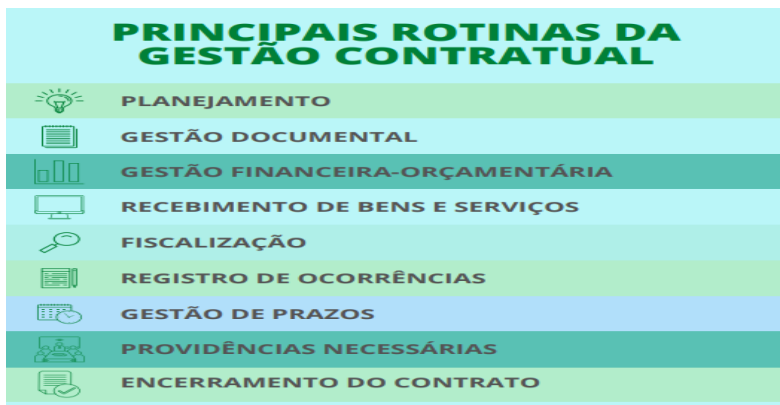 PRINCIPAIS ROTINAS DA
GESTÃO CONTRATUAL
PLANEJAMENTO
GESTÃO DOCUMENTAL
GESTÃO FINANCEIRA-ORÇAMENTÁRIA
RECEBIMENTO DE BENS E SERVIÇOS
FISCALIZAÇÃO
REGISTRO DE OCORRÊNCIAS
GESTÃO DE PRAZOS
PROVIDÊNCIAS NECESSÁRIAS
ENCERRAMENTO DO CONTRATO